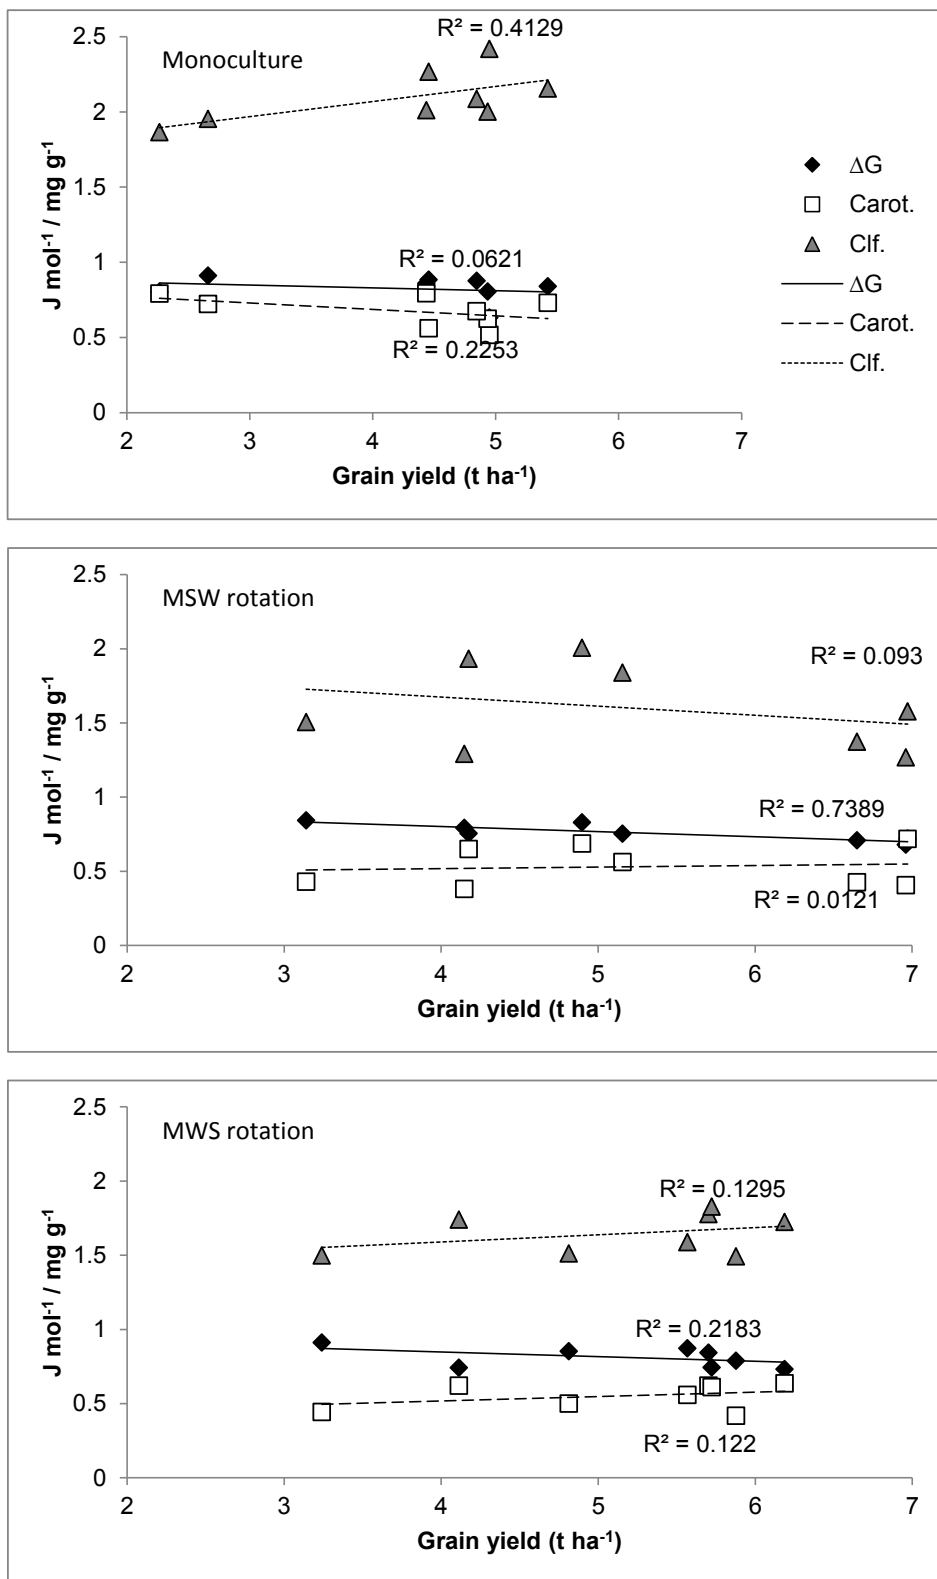 R² = 0.4129
Monoculture
2.5
2
1.5
1
0.5
0
J mol⁻¹ / mg g⁻¹
R² = 0.0621
R² = 0.2253
2 3 4 5 6 7
Grain yield (t ha⁻¹)
ΔG
Carot.
Clf.
ΔG
Carot.
Clf.
MSW rotation
2.5
2
1.5
1
0.5
0
J mol⁻¹ / mg g⁻¹
R² = 0.093
R² = 0.7389
R² = 0.0121
2 3 4 5 6 7
Grain yield (t ha⁻¹)
MWS rotation
2.5
2
1.5
1
0.5
0
J mol⁻¹ / mg g⁻¹
R² = 0.1295
R² = 0.2183
R² = 0.122
2 3 4 5 6 7
Grain yield (t ha⁻¹)